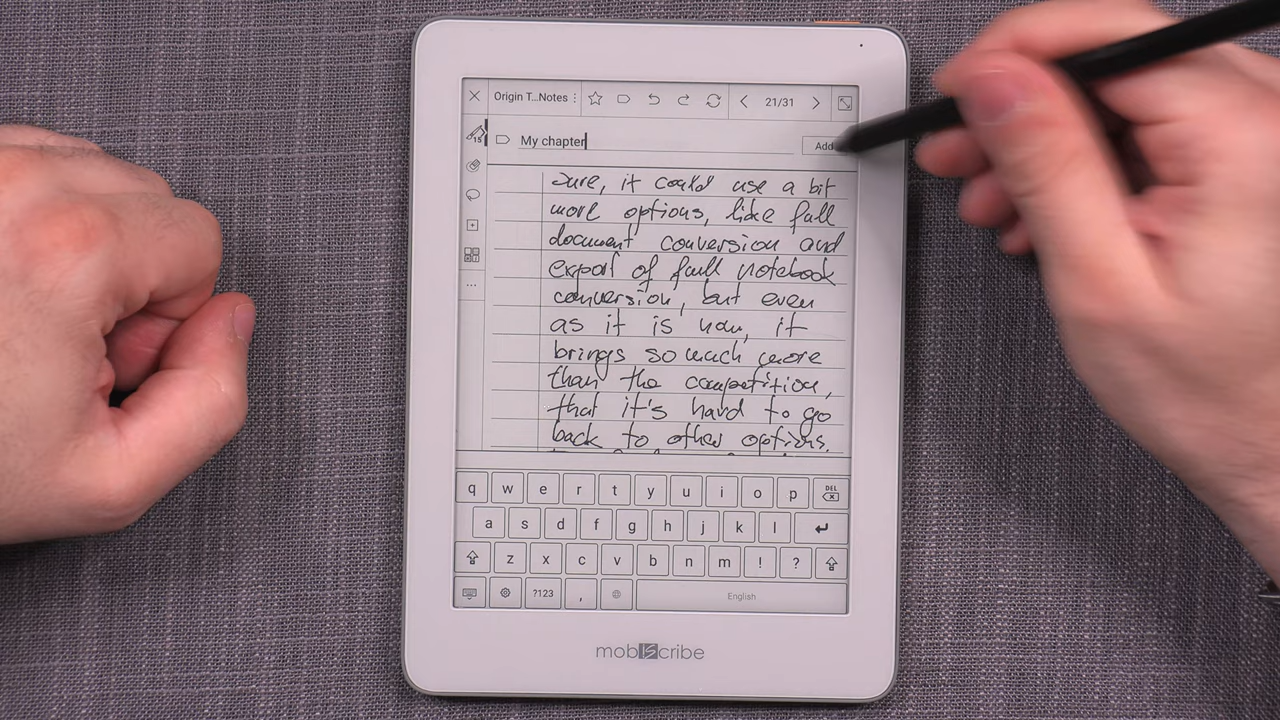 Origin T...Notes
21/31
My chapter
Add
Sure, it could use a bit
more options, like full
document conversion and
export of full notebook
conversion, but even
as it is now, it
brings so much more
than the competition,
that it's hard to go
back to other options.
q w e r t y u i o p DEL
a s d f g h j k l
z x c v b n m ! ?
?123 , English
mobiscribe